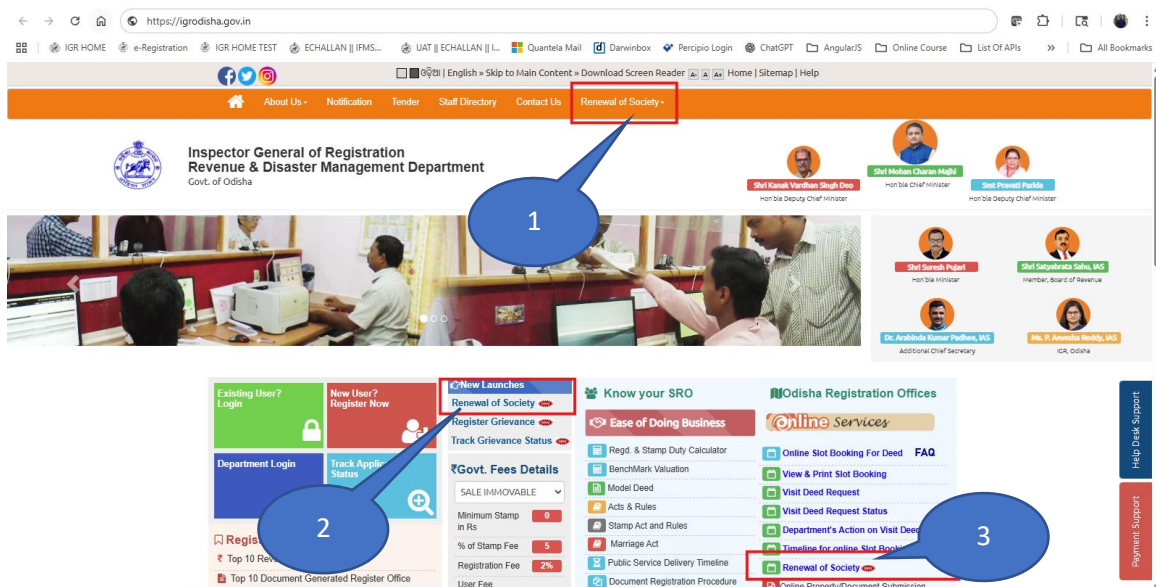 https://igrodisha.gov.in
IGR HOME e-Registration IGR HOME TEST ECHALLAN || IFMS... UAT || ECHALLAN || I... Quantela Mail Darwinbox Percipio Login ChatGPT AngularJS Online Course List Of APIs » All Bookmarks
ଓଡ଼ିଆ | English » Skip to Main Content » Download Screen Reader A- A A+ Home | Sitemap | Help
About Us Notification Tender Staff Directory Contact Us Renewal of Society
Inspector General of Registration
Revenue & Disaster Management Department
Govt. of Odisha
Shri Kanak Vardhan Singh Deo
Hon'ble Deputy Chief Minister
Shri Mohan Charan Majhi
Hon'ble Chief Minister
Smt Pravati Parida
Hon'ble Deputy Chief Minister
1
Shri Suresh Pujari
Hon'ble Minister
Shri Satyabrata Sahu, IAS
Member, Board of Revenue
Dr. Arabinda Kumar Padhee, IAS
Additional Chief Secretary
Ms. P. Anvesha Reddy, IAS
IGR, Odisha
Existing User?
Login
New User?
Register Now
Department Login
Track Applic
Status
2
Regis
₹ Top 10 Rev
Top 10 Document Generated Register Office
New Launches
Renewal of Society
Register Grievance
Track Grievance Status
₹Govt. Fees Details
SALE IMMOVABLE
Minimum Stamp
in Rs
0
% of Stamp Fee 5
Registration Fee 2%
User Fee
Know your SRO
Ease of Doing Business
Regd. & Stamp Duty Calculator
BenchMark Valuation
Model Deed
Acts & Rules
Stamp Act and Rules
Marriage Act
Public Service Delivery Timeline
Document Registration Procedure
Odisha Registration Offices
Online Services
Online Slot Booking For Deed FAQ
View & Print Slot Booking
Visit Deed Request
Visit Deed Request Status
Department's Action on Visit Deed
Timeline for online Slot Booking
Renewal of Society
Online Property/Document Submission
3
Help Desk Support
Payment Support